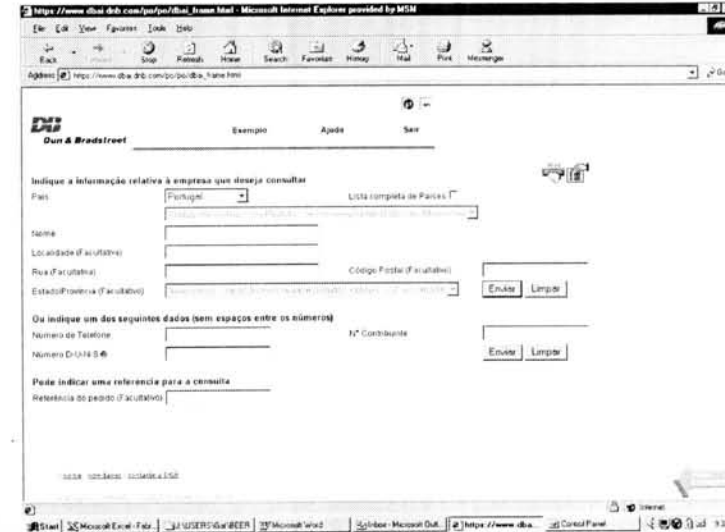 https://www.dbai.dnb.com/po/po/dbai_frame.html - Microsoft Internet Explorer provided by MSN
File Edit View Favorites Tools Help
Back Stop Refresh Home Search Favorites History Mail Print Messenger
Address https://www.dbai.dnb.com/po/po/dbai_frame.html
D&B
Dun & Bradstreet
Exemplo Ajuda Sair
Indique a informação relativa à empresa que deseja consultar
País Portugal Lista completa de Países
Nome
Localidade (Facultativa)
Rua (Facultativa) Código Postal (Facultativo)
Estado/Província (Facultativo) Enviar Limpar
Ou indique um dos seguintes dados (sem espaços entre os números)
Número de Telefone Nº Contribuinte
Número D-U-N-S® Enviar Limpar
Pode indicar uma referencia para a consulta
Referência do pedido (Facultativo)
Internet
Start Microsoft Excel - Fabr... Microsoft Word Inbox - Microsoft Outl... https://www.dba... Control Panel